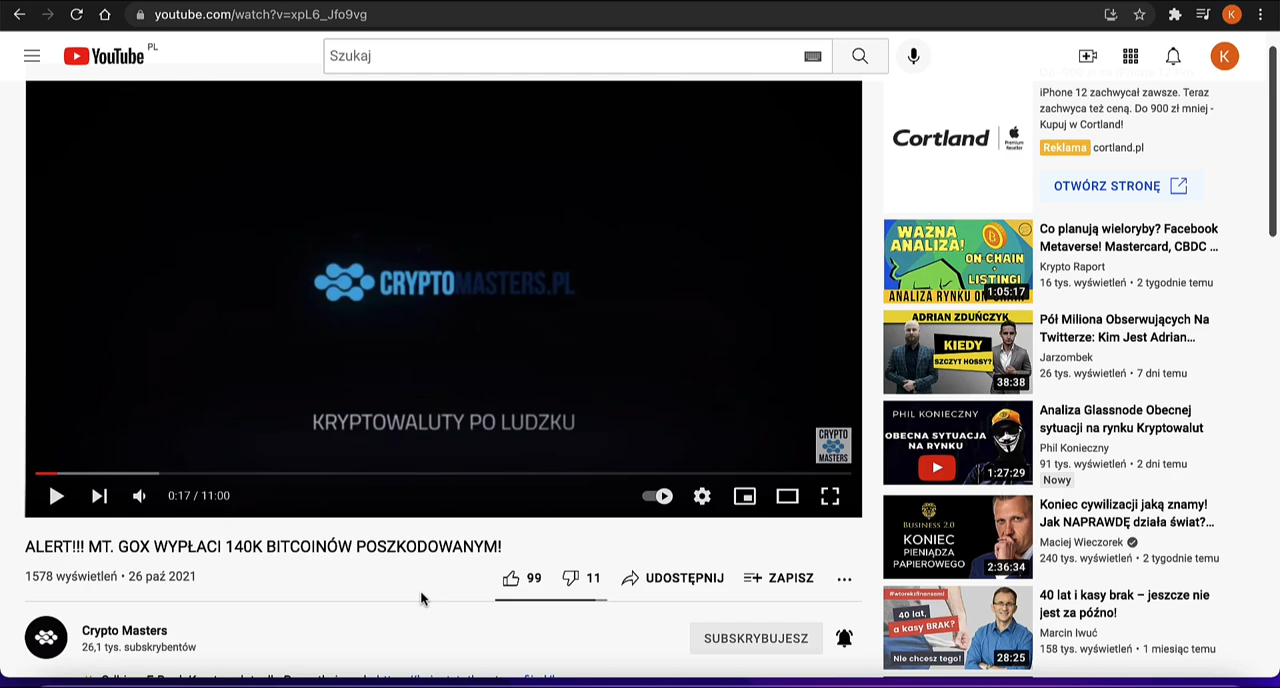 youtube.com/watch?v=xpL6_Jfo9vg
K
YouTube PL
Szukaj
K
iPhone 12 zachwycał zawsze. Teraz
zachwyca też ceną. Do 900 zł mniej -
Kupuj w Cortland!
Cortland
Premium
Reseller
Reklama cortland.pl
OTWÓRZ STRONĘ
CRYPTOMASTERS.PL
KRYPTOWALUTY PO LUDZKU
CRYPTO
MASTERS
0:17 / 11:00
ALERT!!! MT. GOX WYPŁACI 140K BITCOINÓW POSZKODOWANYM!
1578 wyświetleń • 26 paź 2021
99
11
UDOSTĘPNIJ
ZAPISZ
Crypto Masters
26,1 tys. subskrybentów
SUBSKRYBUJESZ
WAŻNA
ANALIZA!
ON CHAIN
+
LISTINGI
ANALIZA RYNKU ON CHAIN
1:05:17
Co planują wieloryby? Facebook
Metaverse! Mastercard, CBDC ...
Krypto Raport
16 tys. wyświetleń • 2 tygodnie temu
ADRIAN ZDUŃCZYK
KIEDY
SZCZYT HOSSY?
38:38
Pół Miliona Obserwujących Na
Twitterze: Kim Jest Adrian...
Jarzombek
26 tys. wyświetleń • 7 dni temu
PHIL KONIECZNY
OBECNA SYTUACJA
NA RYNKU
1:27:29
Analiza Glassnode Obecnej
sytuacji na rynku Kryptowalut
Phil Konieczny
91 tys. wyświetleń • 2 dni temu
Nowy
BUSINESS 2.0
KONIEC
PIENIĄDZA
PAPIEROWEGO
2:36:34
Koniec cywilizacji jaką znamy!
Jak NAPRAWDĘ działa świat?...
Maciej Wieczorek
240 tys. wyświetleń • 2 tygodnie temu
#wtorekzfinansami
40 lat,
a kasy BRAK?
Nie chcesz tego!
28:25
40 lat i kasy brak – jeszcze nie
jest za późno!
Marcin Iwuć
158 tys. wyświetleń • 1 miesiąc temu